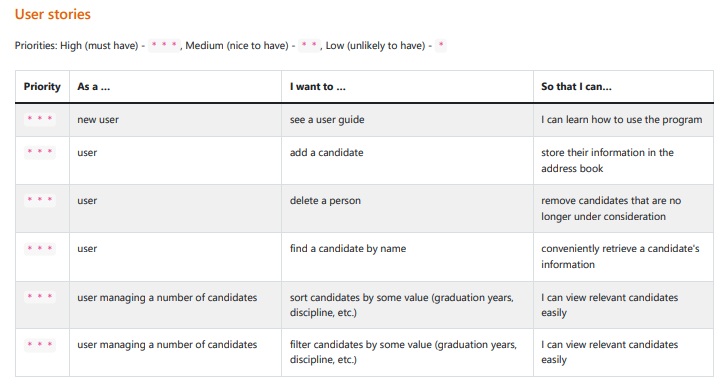 User stories
Priorities: High (must have) - * * *, Medium (nice to have) - * *, Low (unlikely to have) - *
Priority As a ... I want to ... So that I can...
* * * new user see a user guide I can learn how to use the program
* * * user add a candidate store their information in the
address book
* * * user delete a person remove candidates that are no
longer under consideration
* * * user find a candidate by name conveniently retrieve a candidate's
information
* * * user managing a number of candidates sort candidates by some value (graduation years, I can view relevant candidates
discipline, etc.) easily
* * * user managing a number of candidates filter candidates by some value (graduation years, I can view relevant candidates
discipline, etc.) easily